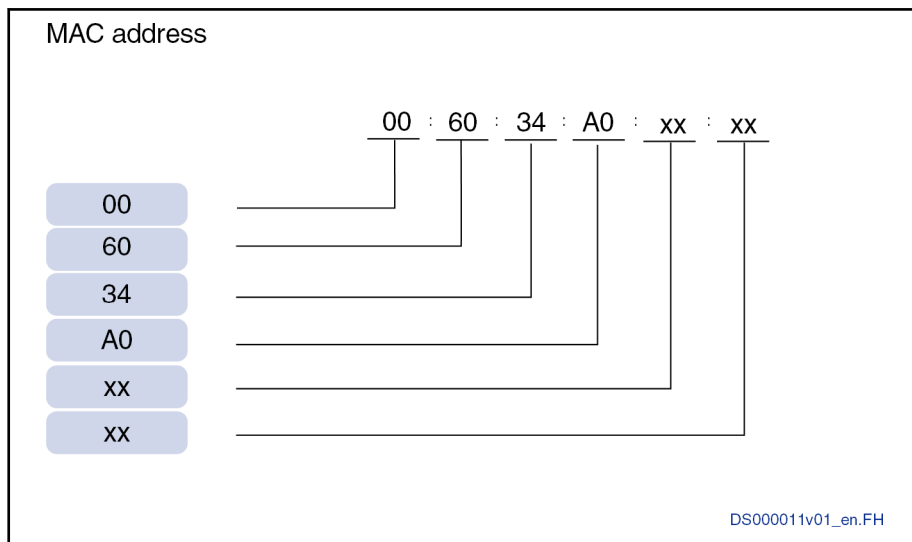 MAC address
00 : 60 : 34 : A0 : xx : xx
00
60
34
A0
xx
xx
DS000011v01_en.FH